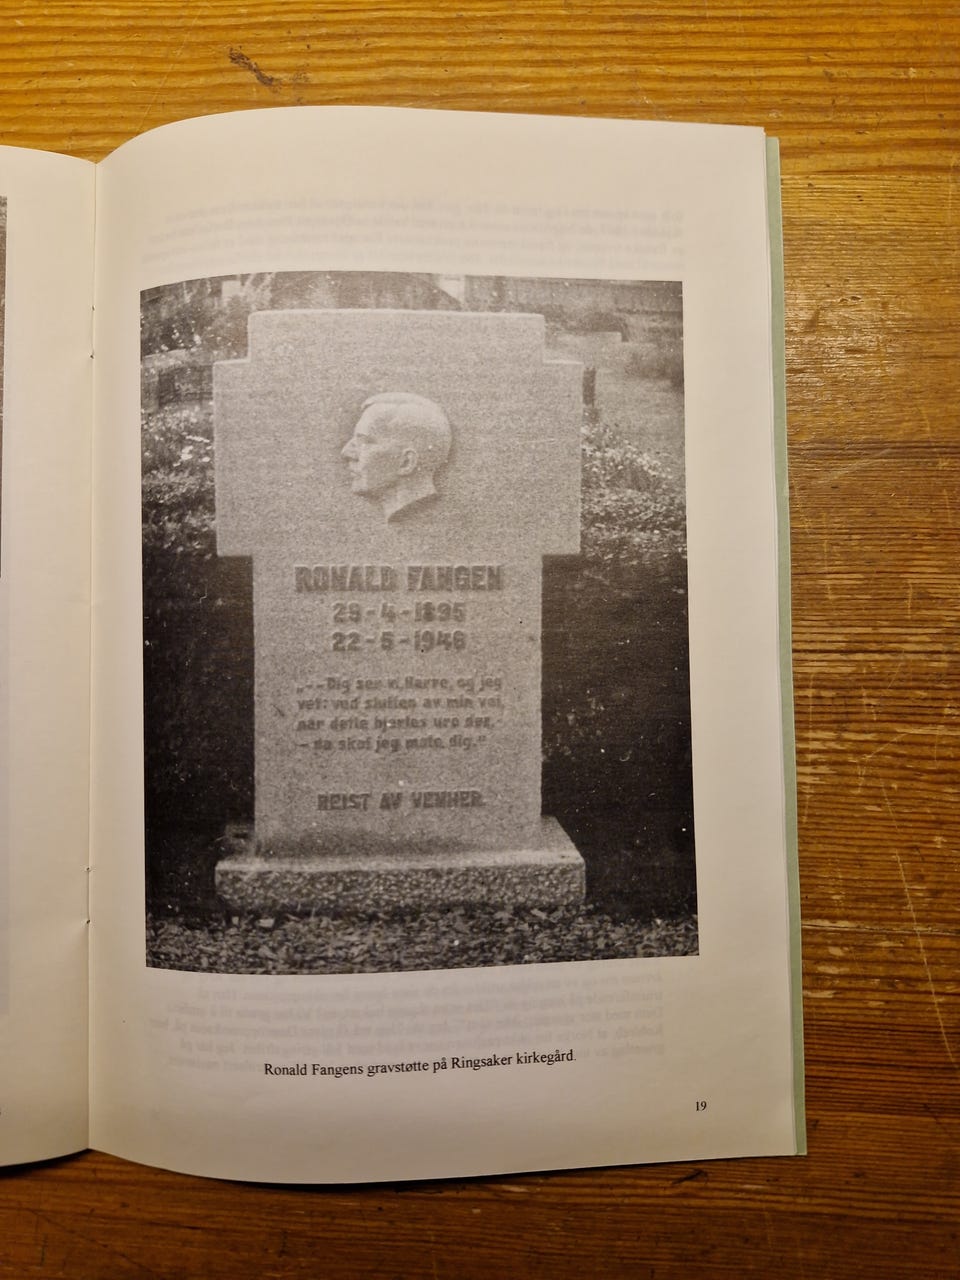 RONALD FANGEN
29-4-1895
22-5-1946
„--Dig ser vi, Herre, og jeg
vet: ved slutten av min vei,
når dette hjertes uro dør,-
- da skal jeg møte dig."
REIST AV VENNER
Ronald Fangens gravstøtte på Ringsaker kirkegård.
19